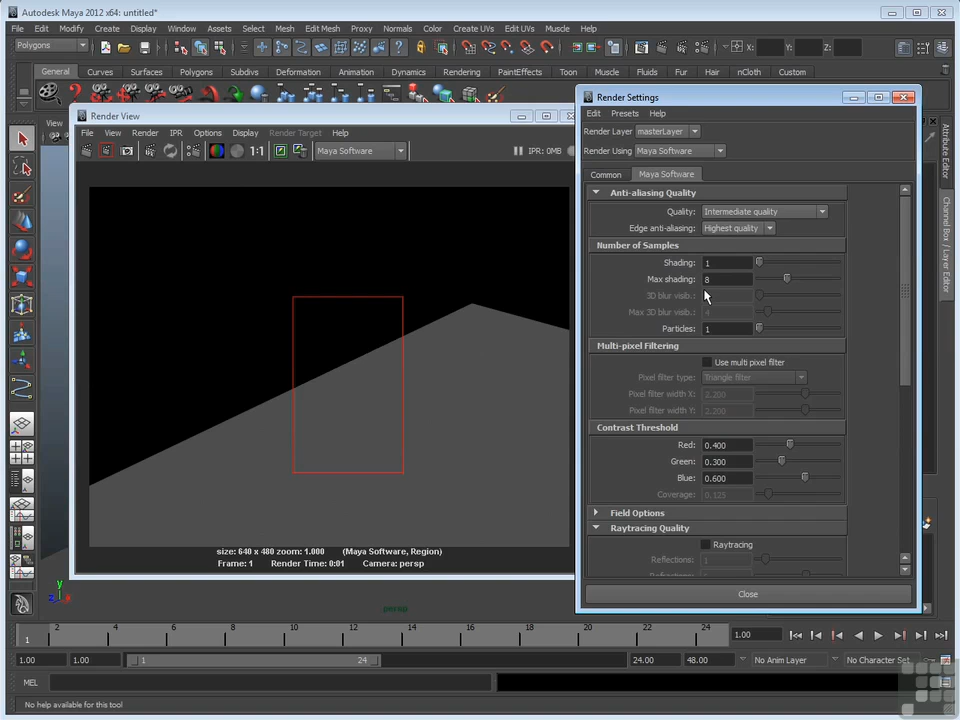 Autodesk Maya 2012 x64: untitled*
File Edit Modify Create Display Window Assets Select Mesh Edit Mesh Proxy Normals Color Create UVs Edit UVs Muscle Help
Polygons
X: Y: Z:
General Curves Surfaces Polygons Subdivs Deformation Animation Dynamics Rendering PaintEffects Toon Muscle Fluids Fur Hair nCloth Custom
View
Render View
File View Render IPR Options Display Render Target Help
1:1
Maya Software
IPR: 0MB
size: 640 x 480 zoom: 1.000 (Maya Software, Region)
Frame: 1 Render Time: 0:01 Camera: persp
Render Settings
Edit Presets Help
Render Layer masterLayer
Render Using Maya Software
Common Maya Software
Anti-aliasing Quality
Quality: Intermediate quality
Edge anti-aliasing: Highest quality
Number of Samples
Shading: 1
Max shading: 8
3D blur visib.:
Max 3D blur visib.: 4
Particles: 1
Multi-pixel Filtering
Use multi pixel filter
Pixel filter type: Triangle filter
Pixel filter width X: 2.200
Pixel filter width Y: 2.200
Contrast Threshold
Red: 0.400
Green: 0.300
Blue: 0.600
Coverage: 0.125
Field Options
Raytracing Quality
Raytracing
Reflections: 1
Close
Attribute Editor
Channel Box / Layer Editor
y
z x
persp
1 2 4 6 8 10 12 14 16 18 20 22 24
1.00
1.00 1.00 1 24 24.00 48.00 No Anim Layer No Character Set
MEL
No help available for this tool